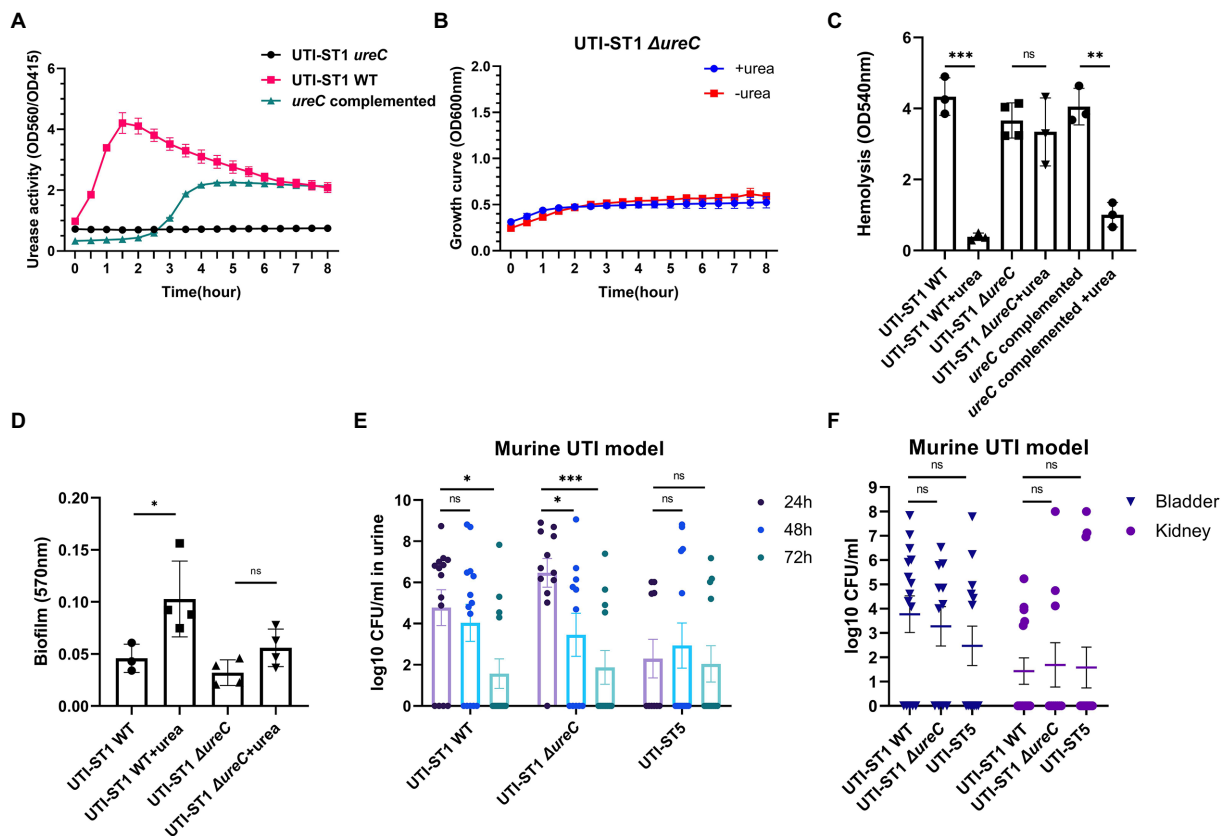 A
UTI-ST1 ureC
UTI-ST1 WT
ureC complemented
Urease activity (OD560/OD415)
6
4
2
0
0 1 2 3 4 5 6 7 8
Time(hour)
B
UTI-ST1 ΔureC
+urea
-urea
Growth curve (OD600nm)
2.0
1.5
1.0
0.5
0.0
0 1 2 3 4 5 6 7 8
Time(hour)
C
Hemolysis (OD540nm)
6
4
2
0
*** ns **
UTI-ST1 WT
UTI-ST1 WT+urea
UTI-ST1 ΔureC
UTI-ST1 ΔureC+urea
ureC complemented
ureC complemented +urea
D
Biofilm (570nm)
0.20
0.15
0.10
0.05
0.00
* ns
UTI-ST1 WT
UTI-ST1 WT+urea
UTI-ST1 ΔureC
UTI-ST1 ΔureC+urea
E
Murine UTI model
* *** ns
ns * ns
24h
48h
72h
log10 CFU/ml in urine
10
8
6
4
2
0
UTI-ST1 WT
UTI-ST1 ΔureC
UTI-ST5
F
Murine UTI model
ns ns
ns ns
Bladder
Kidney
log10 CFU/ml
9
8
7
6
5
4
3
2
1
0
UTI-ST1 WT
UTI-ST1 ΔureC
UTI-ST5
UTI-ST1 WT
UTI-ST1 ΔureC
UTI-ST5